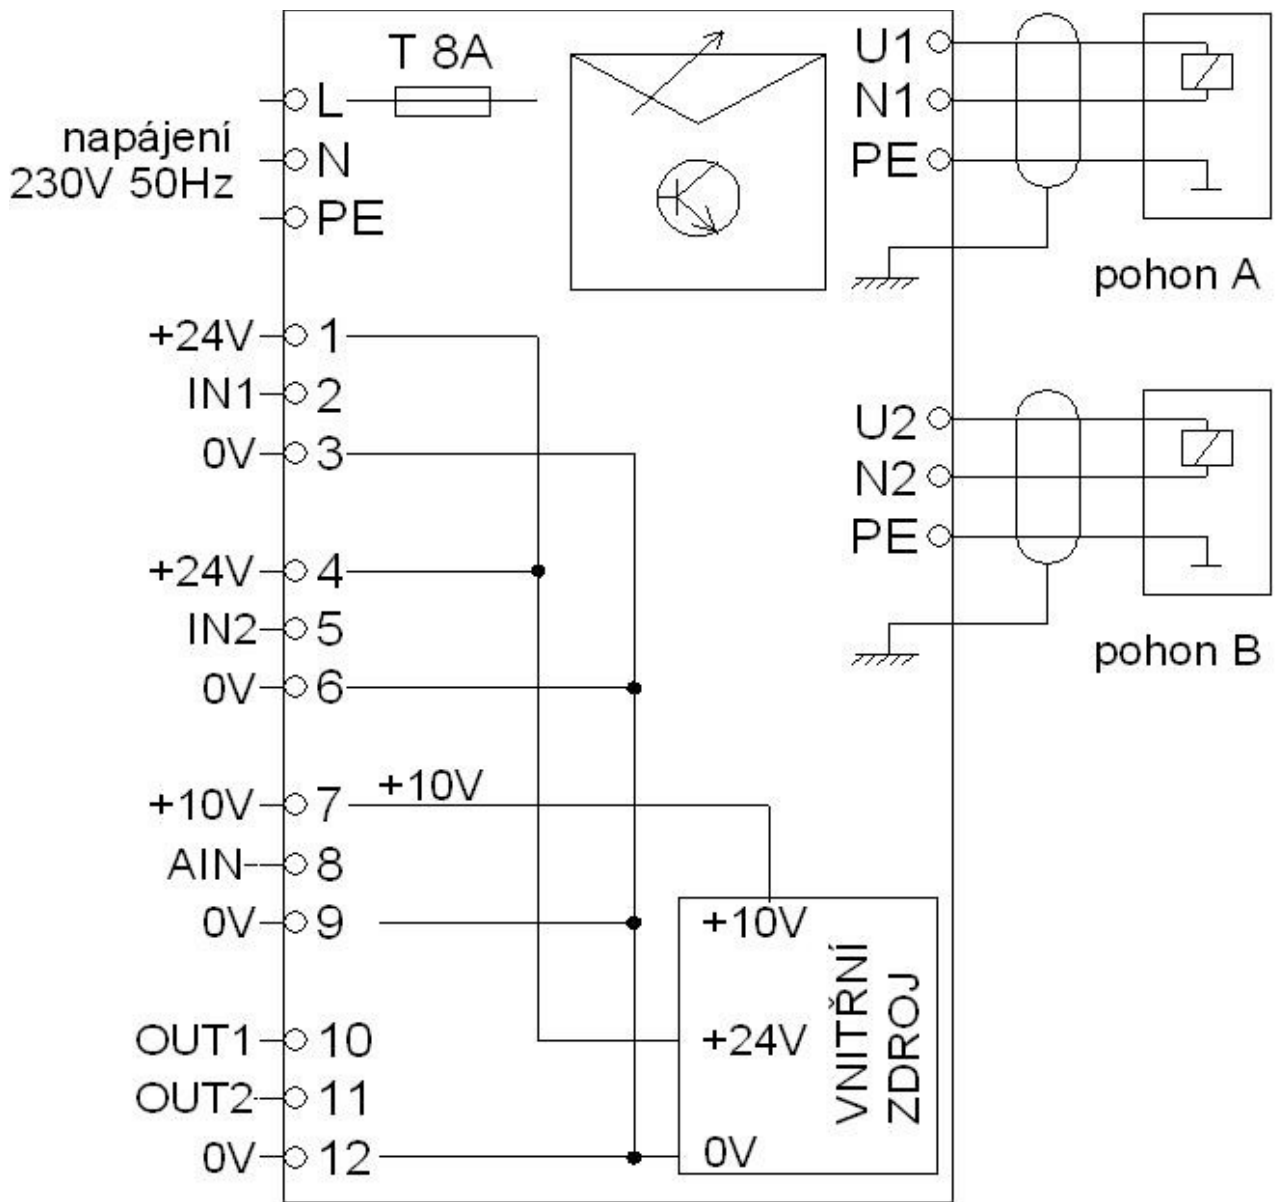 T 8A
L
napájení
230V 50Hz
N
PE
U1
N1
PE
pohon A
+24V 1
IN1 2
0V 3
+24V 4
IN2 5
0V 6
U2
N2
PE
pohon B
+10V 7 +10V
AIN 8
0V 9
OUT1 10
OUT2 11
0V 12
+10V
+24V
0V
VNITŘNÍ
ZDROJ